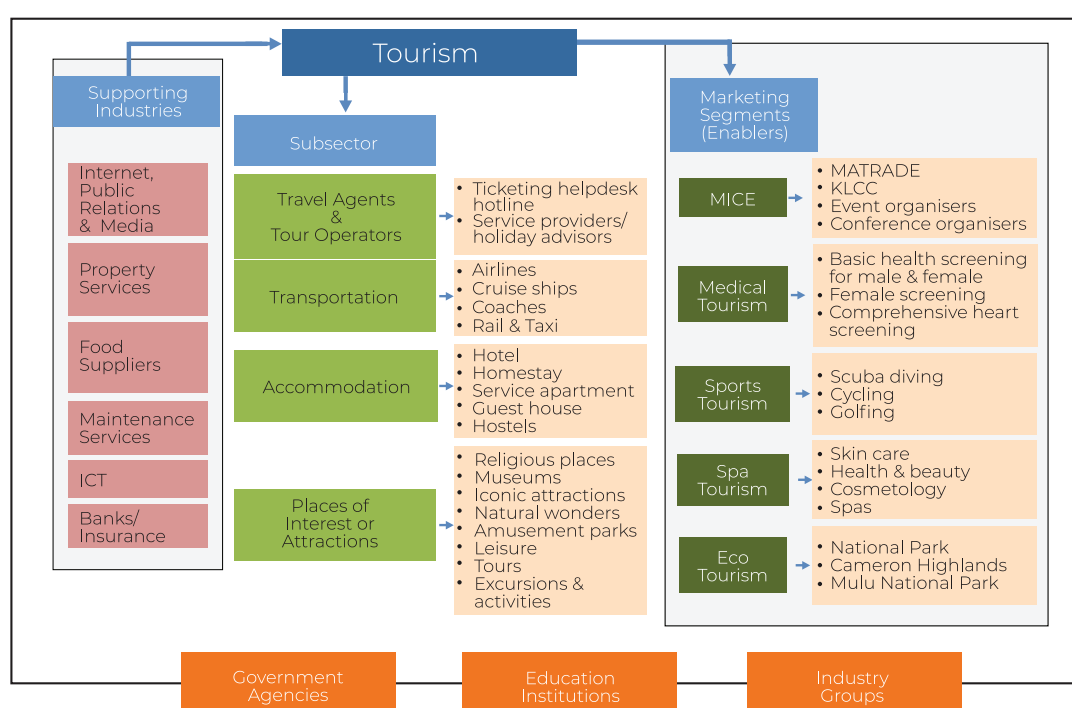 Tourism
Supporting
Industries
Internet,
Public
Relations
& Media
Property
Services
Food
Suppliers
Maintenance
Services
ICT
Banks/
Insurance
Subsector
Travel Agents
&
Tour Operators
• Ticketing helpdesk
hotline
• Service providers/
holiday advisors
Transportation
• Airlines
• Cruise ships
• Coaches
• Rail & Taxi
Accommodation
• Hotel
• Homestay
• Service apartment
• Guest house
• Hostels
Places of
Interest or
Attractions
• Religious places
• Museums
• Iconic attractions
• Natural wonders
• Amusement parks
• Leisure
• Tours
• Excursions &
activities
Marketing
Segments
(Enablers)
MICE
• MATRADE
• KLCC
• Event organisers
• Conference organisers
Medical
Tourism
• Basic health screening
for male & female
• Female screening
• Comprehensive heart
screening
Sports
Tourism
• Scuba diving
• Cycling
• Golfing
Spa
Tourism
• Skin care
• Health & beauty
• Cosmetology
• Spas
Eco
Tourism
• National Park
• Cameron Highlands
• Mulu National Park
Government
Agencies
Education
Institutions
Industry
Groups